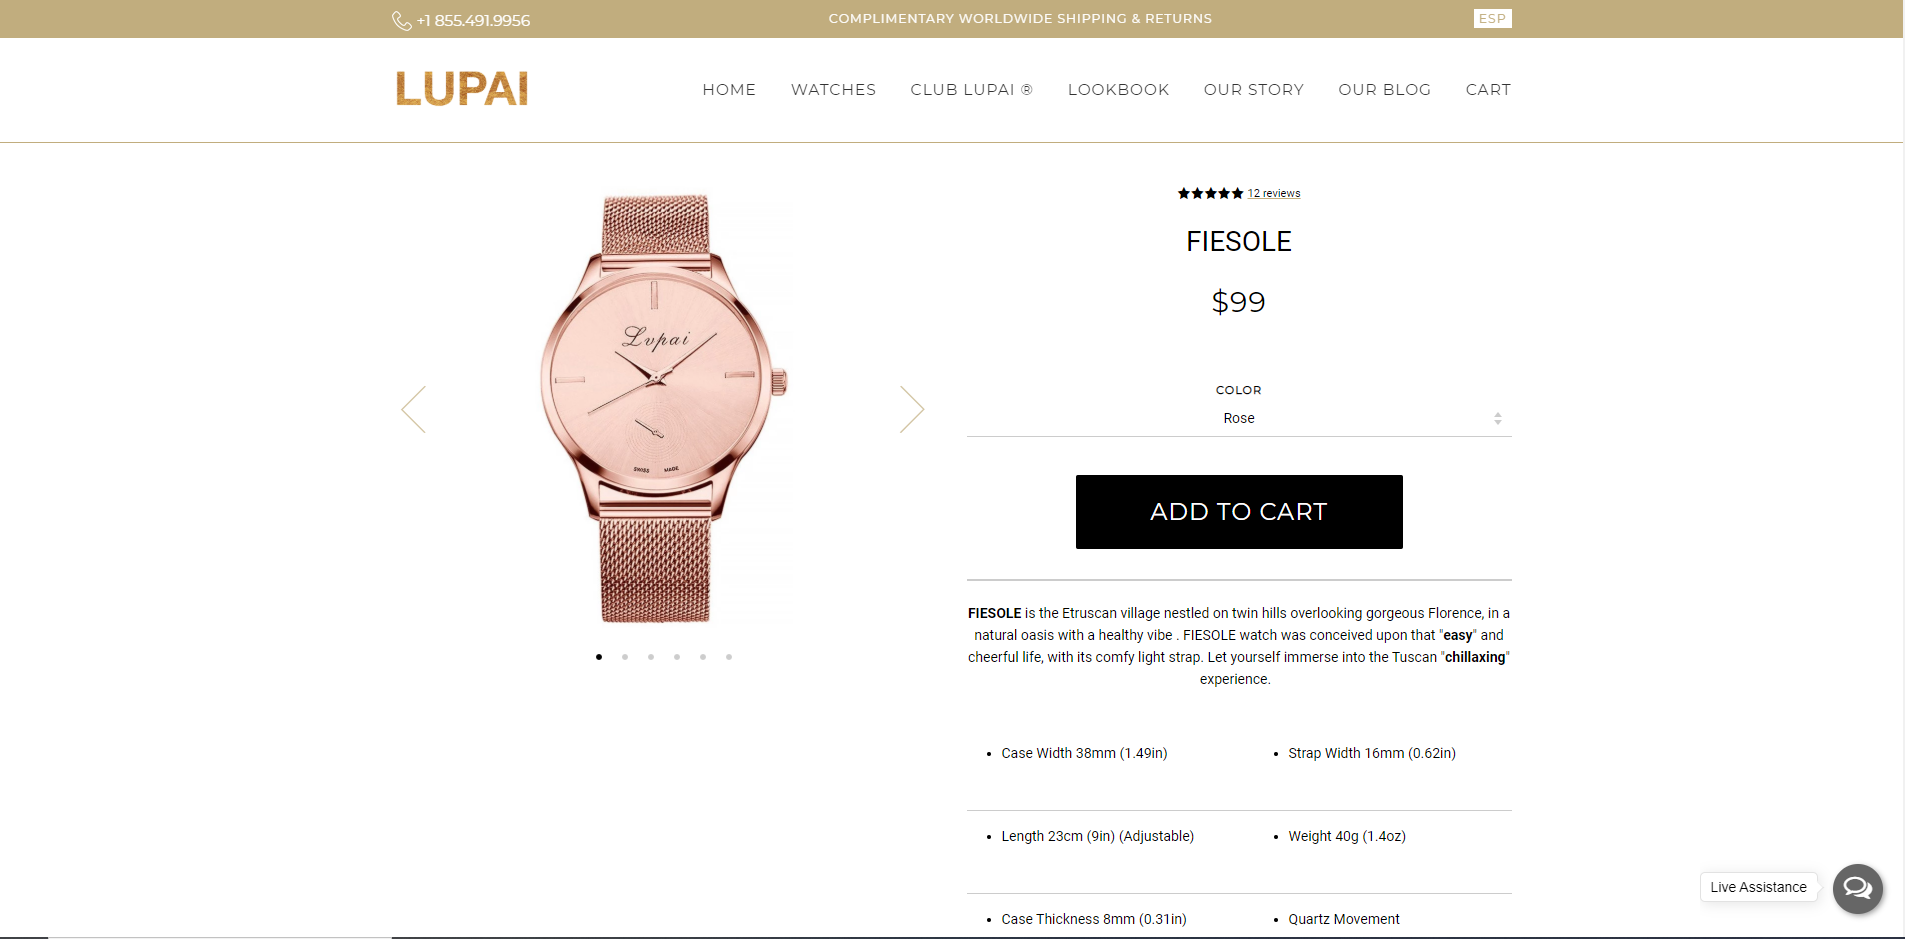 +1 855.491.9956
COMPLIMENTARY WORLDWIDE SHIPPING & RETURNS
ESP
LUPAI
HOME
WATCHES
CLUB LUPAI ®
LOOKBOOK
OUR STORY
OUR BLOG
CART
Lvpai
SWISS MADE
12 reviews
FIESOLE
$99
COLOR
Rose
ADD TO CART
FIESOLE is the Etruscan village nestled on twin hills overlooking gorgeous Florence, in a
natural oasis with a healthy vibe . FIESOLE watch was conceived upon that "easy" and
cheerful life, with its comfy light strap. Let yourself immerse into the Tuscan "chillaxing"
experience.
• Case Width 38mm (1.49in)
• Strap Width 16mm (0.62in)
• Length 23cm (9in) (Adjustable)
• Weight 40g (1.4oz)
• Case Thickness 8mm (0.31in)
• Quartz Movement
Live Assistance